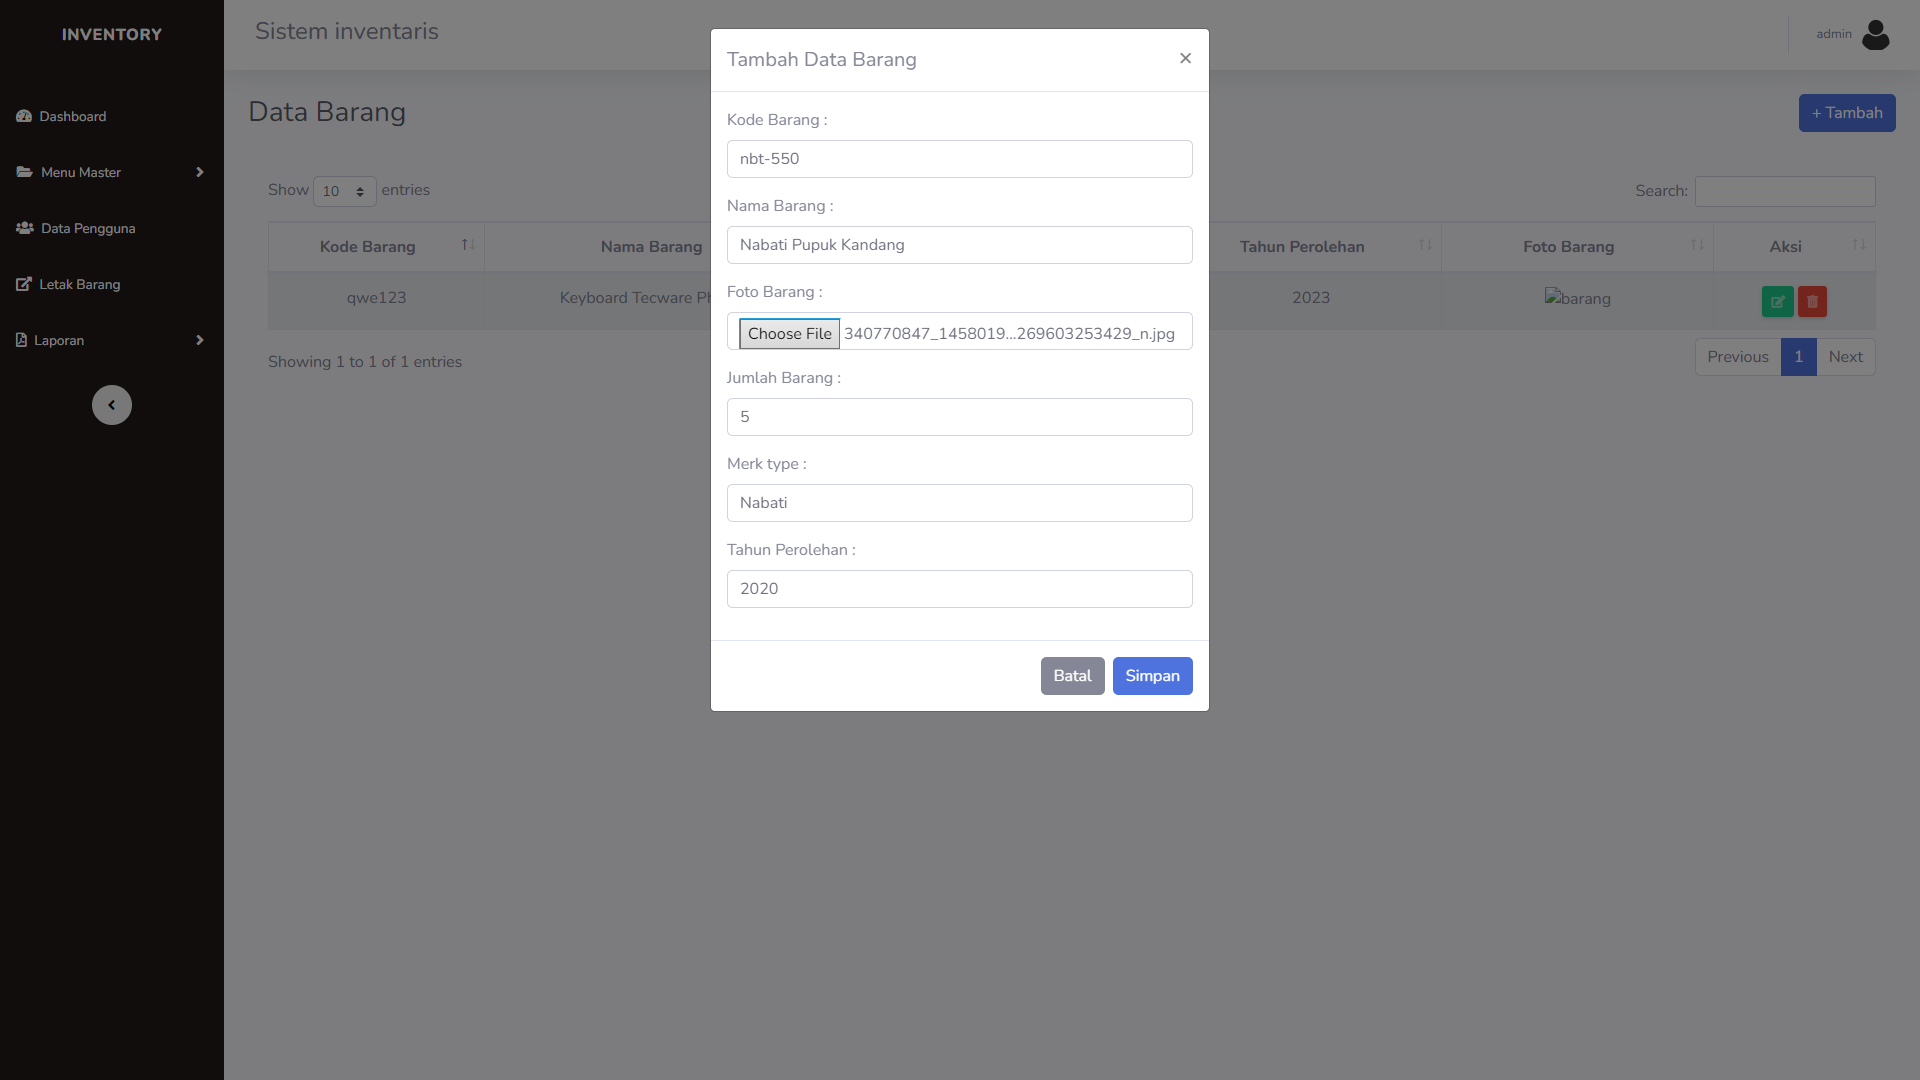 INVENTORY
Dashboard
Menu Master
Data Pengguna
Letak Barang
Laporan
Sistem inventaris
admin
Data Barang
+ Tambah
Show 10 entries
Search:
Kode Barang
Nama Barang
Tahun Perolehan
Foto Barang
Aksi
qwe123
Keyboard Tecware
2023
barang
Showing 1 to 1 of 1 entries
Previous 1 Next
Tambah Data Barang
×
Kode Barang :
nbt-550
Nama Barang :
Nabati Pupuk Kandang
Foto Barang :
Choose File 340770847_1458019...269603253429_n.jpg
Jumlah Barang :
5
Merk type :
Nabati
Tahun Perolehan :
2020
Batal
Simpan